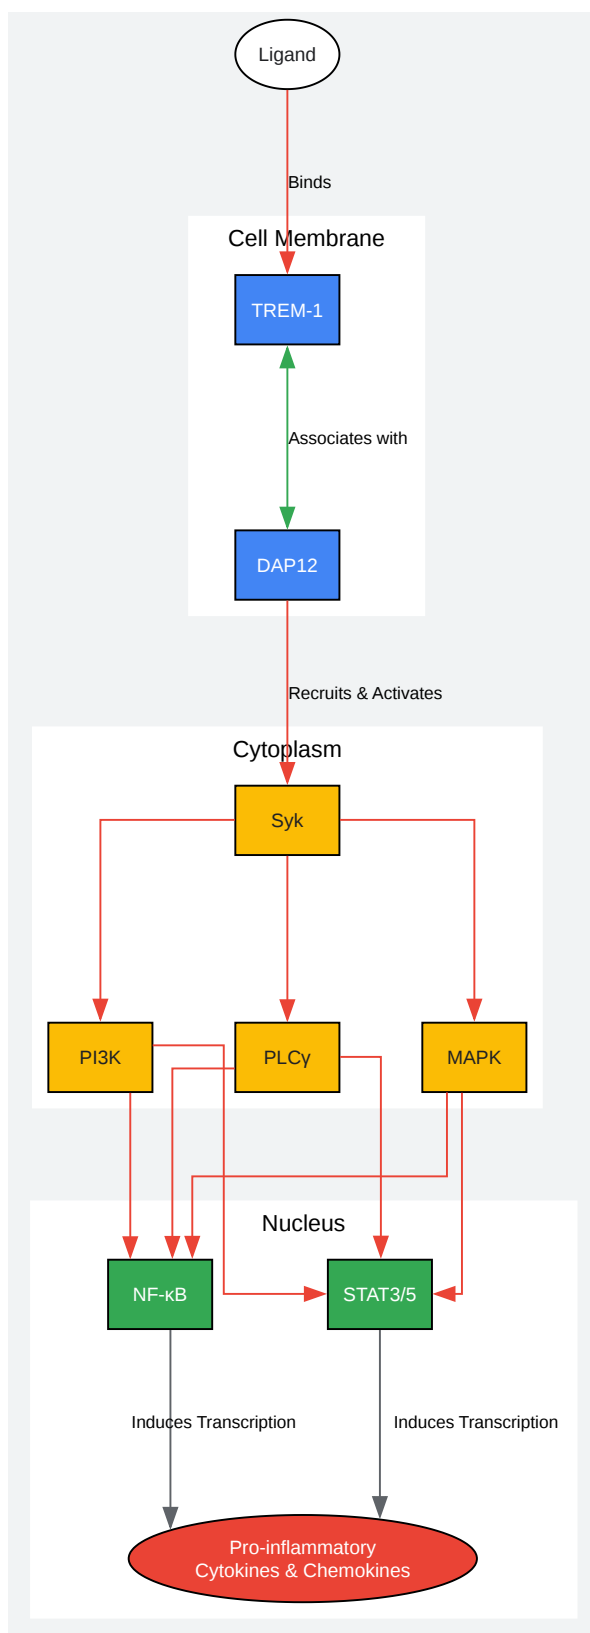 Ligand
Binds
Cell Membrane
TREM-1
Associates with
DAP12
Recruits & Activates
Cytoplasm
Syk
PI3K
PLCγ
MAPK
Nucleus
NF-κB
STAT3/5
Induces Transcription
Induces Transcription
Pro-inflammatory
Cytokines & Chemokines